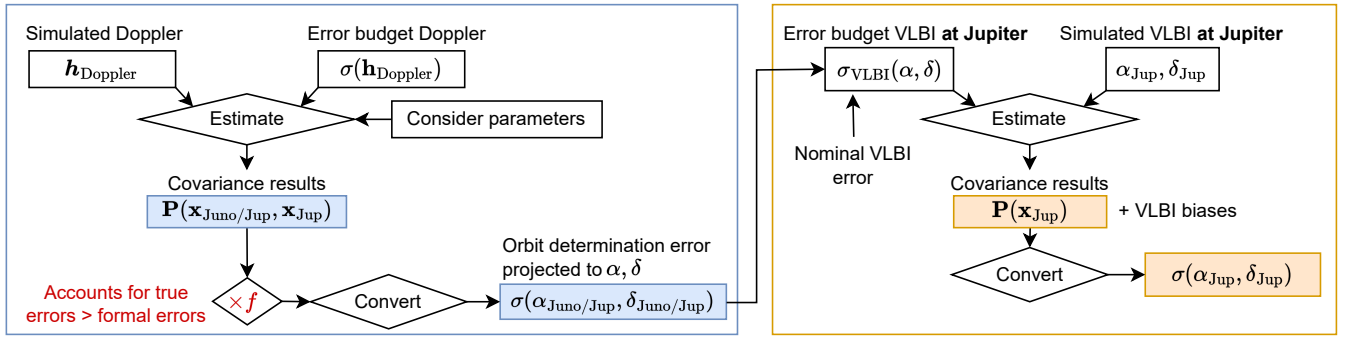 Simulated Doppler
Error budget Doppler
𝒉_Doppler
σ(𝐡_Doppler)
Estimate
Consider parameters
Covariance results
𝐏(𝐱_Juno/Jup, 𝐱_Jup)
Accounts for true
errors > formal errors
×f
Convert
Orbit determination error
projected to α, δ
σ(α_Juno/Jup, δ_Juno/Jup)
Error budget VLBI at Jupiter
Simulated VLBI at Jupiter
σ_VLBI(α, δ)
α_Jup, δ_Jup
Estimate
Nominal VLBI
error
Covariance results
𝐏(𝐱_Jup)
+ VLBI biases
Convert
σ(α_Jup, δ_Jup)